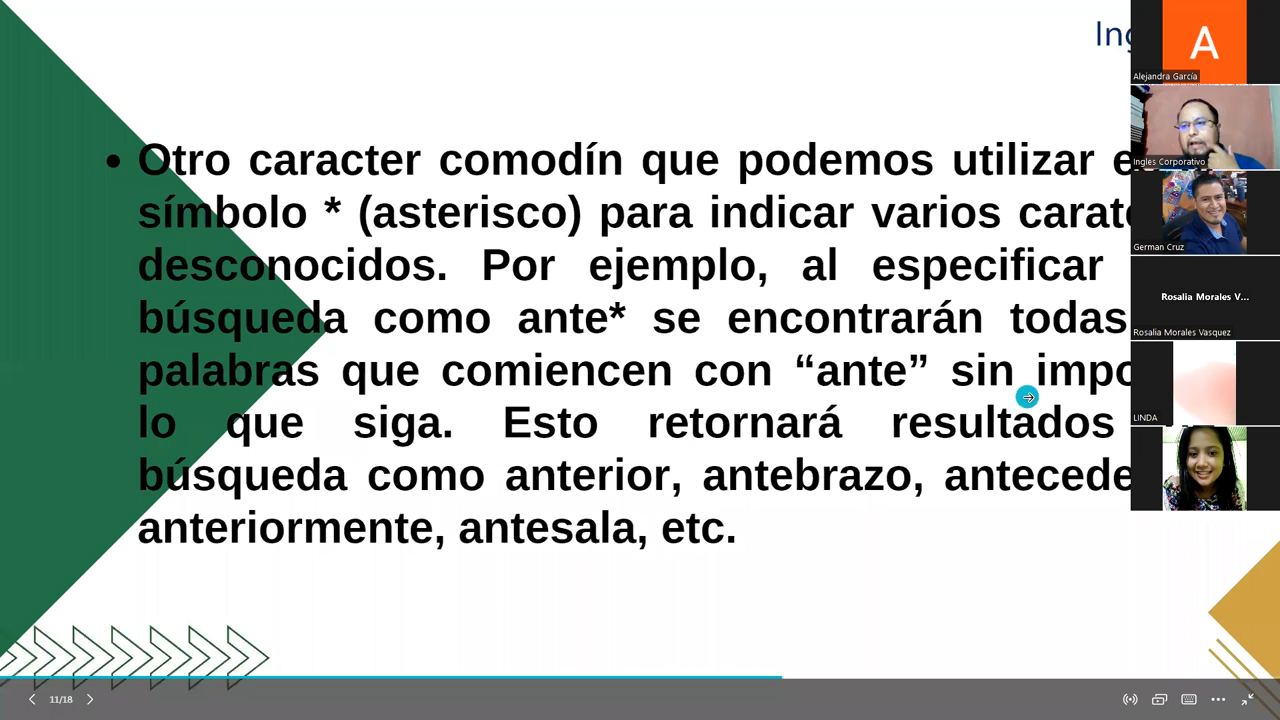 Otro caracter comodín que podemos utilizar
símbolo * (asterisco) para indicar varios
desconocidos. Por ejemplo, al especificar
búsqueda como ante* se encontrarán todas
palabras que comiencen con “ante” sin
lo que siga. Esto retornará resultados
búsqueda como anterior, antebrazo,
anteriormente, antesala, etc.
A
Alejandra García
Ingles Corporativo
German Cruz
Rosalia Morales V...
Rosalia Morales Vasquez
LINDA
11/18